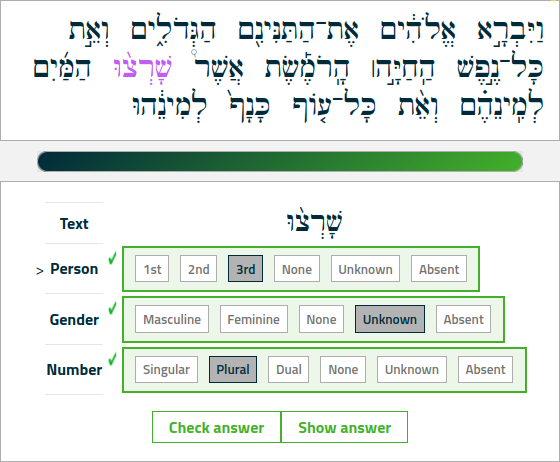 וַיִּבְרָ֣א אֱלֹהִ֔ים אֶת־הַתַּנִּינִ֖ם הַגְּדֹלִ֑ים וְאֵ֣ת
כָּל־נֶ֣פֶשׁ הַֽחַיָּ֣ה׀ הָֽרֹמֶ֡שֶׂת אֲשֶׁר֩ שָׁרְצ֨וּ הַמַּ֜יִם
לְמִֽינֵהֶ֗ם וְאֵ֨ת כָּל־ע֤וֹף כָּנָף֙ לְמִינֵ֔הוּ
Text שָׁרְצ֨וּ
> Person ✓ 1st 2nd 3rd None Unknown Absent
Gender ✓ Masculine Feminine None Unknown Absent
Number ✓ Singular Plural Dual None Unknown Absent
Check answer Show answer